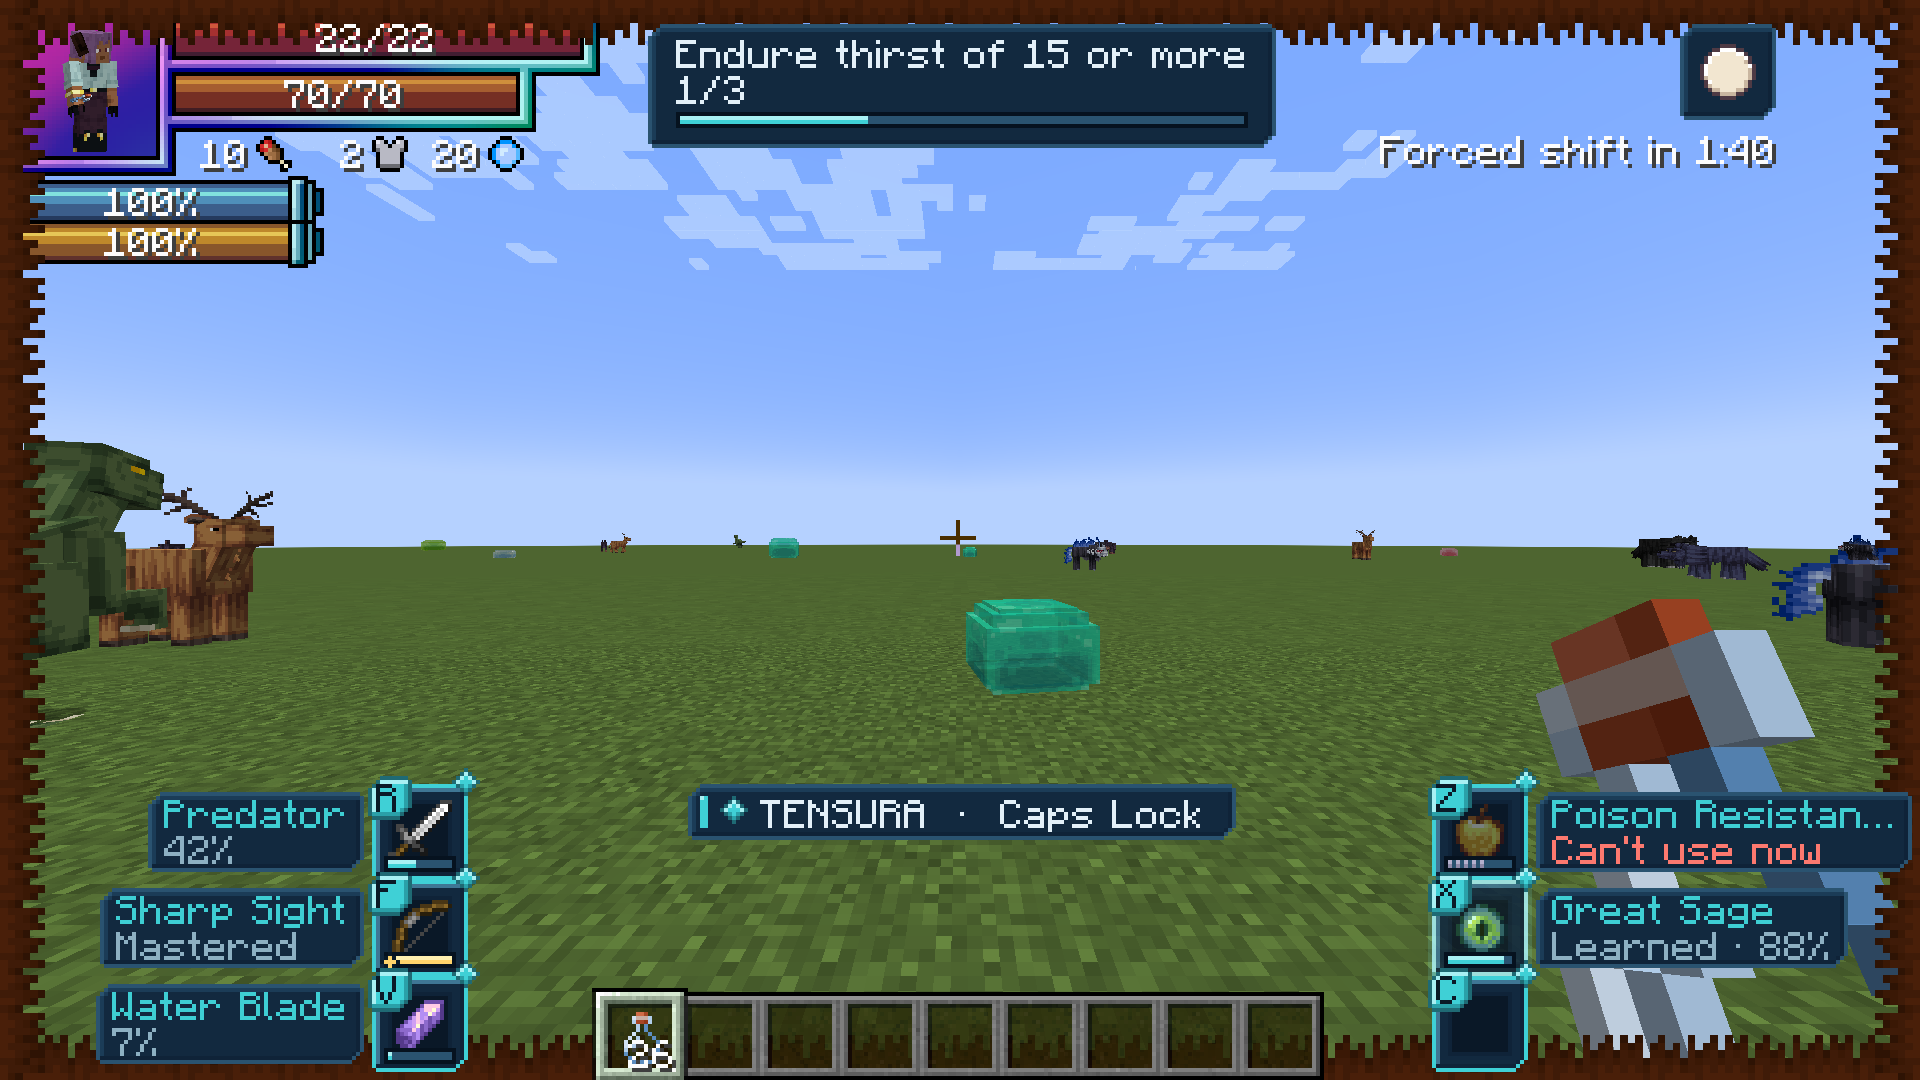 22/22
Endure thirst of 15 or more
1/3
70/70
10 2 20
Forced shift in 1:40
100%
100%
Predator
42%
R
TENSURA · Caps Lock
Z
Poison Resistan...
Can't use now
Sharp Sight
Mastered
F
X
Great Sage
Learned · 88%
Water Blade
7%
V
C
26